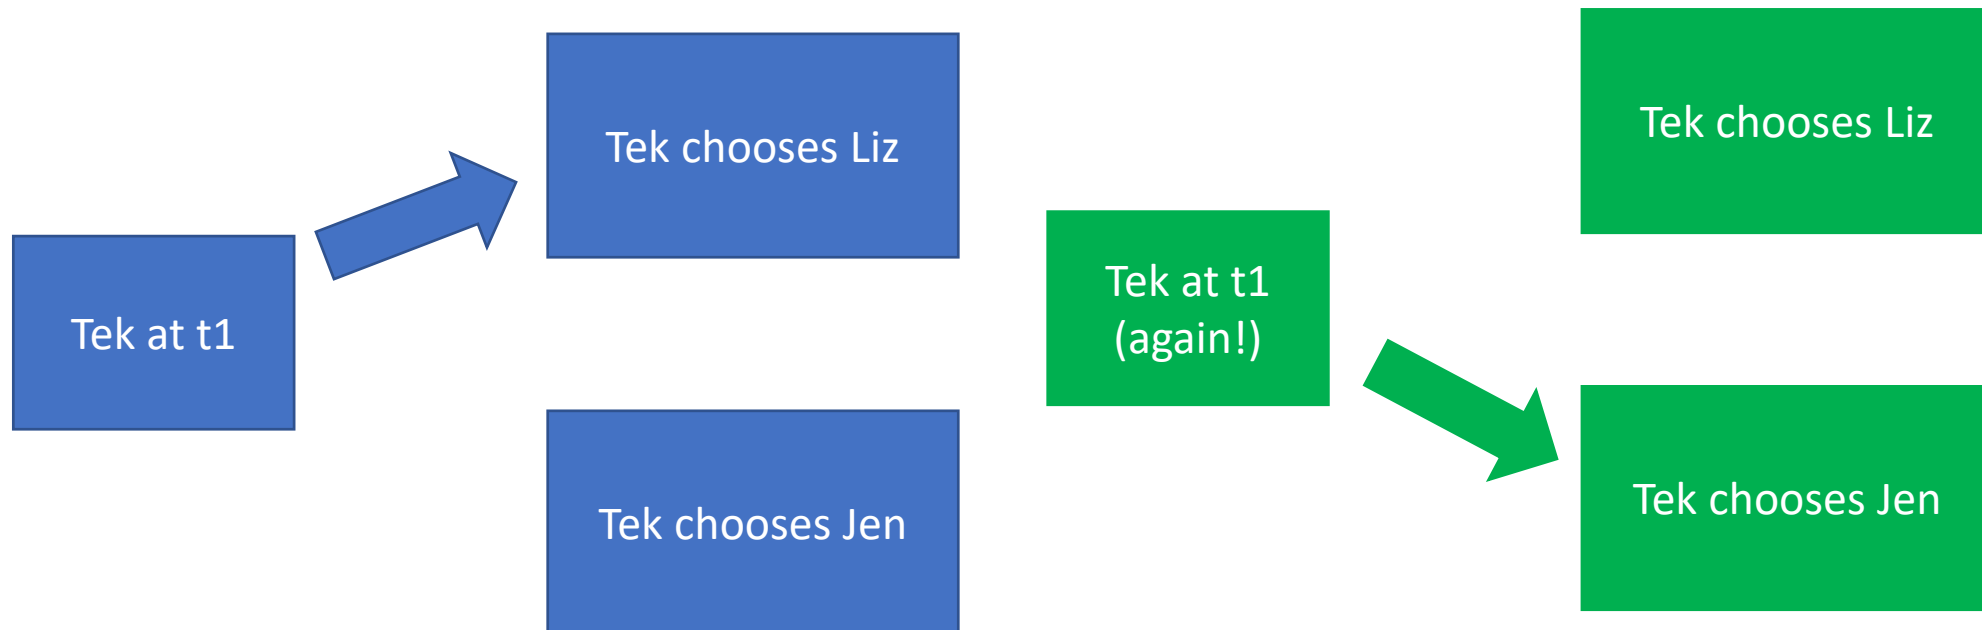 Tek at t1
Tek chooses Liz
Tek chooses Jen
Tek at t1
(again!)
Tek chooses Liz
Tek chooses Jen